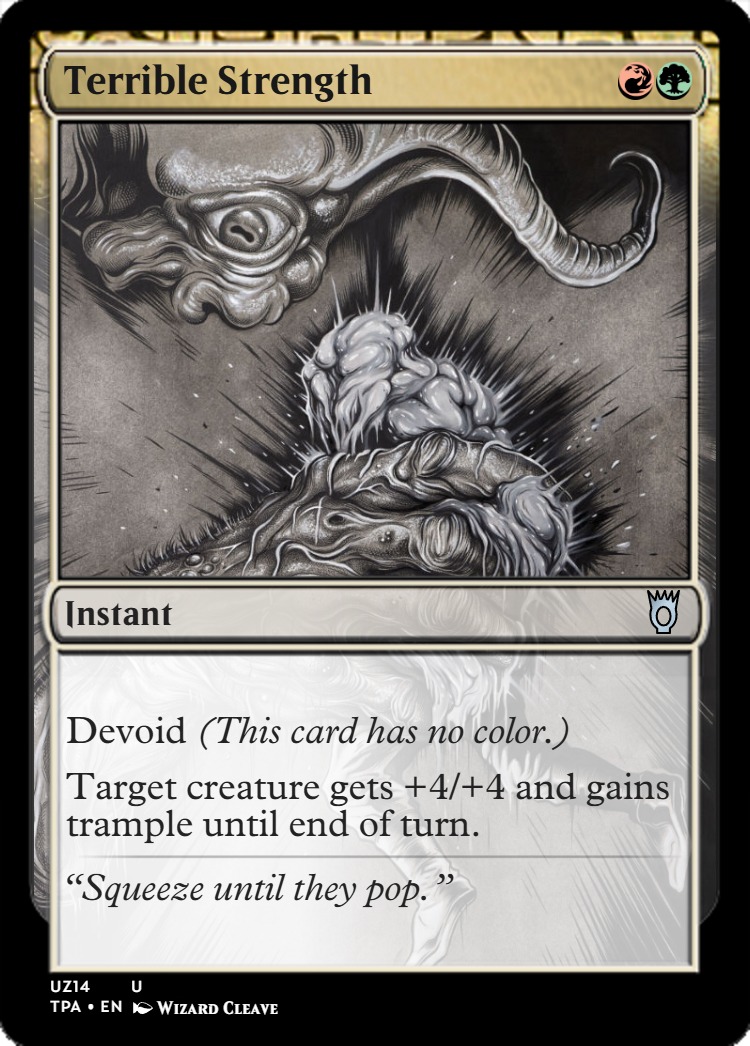 Terrible Strength
Instant
Devoid (This card has no color.)
Target creature gets +4/+4 and gains
trample until end of turn.
“Squeeze until they pop.”
UZ14 U
TPA • EN Wizard Cleave